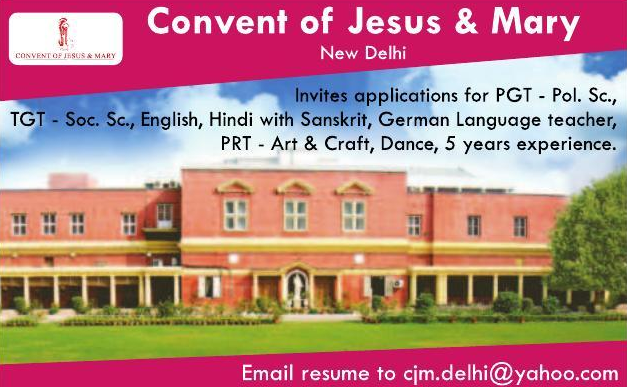 Convent of Jesus & Mary
New Delhi
CONVENT OF JESUS & MARY
Invites applications for PGT - Pol. Sc.,
TGT - Soc. Sc., English, Hindi with Sanskrit, German Language teacher,
PRT - Art & Craft, Dance, 5 years experience.
Email resume to cjm.delhi@yahoo.com